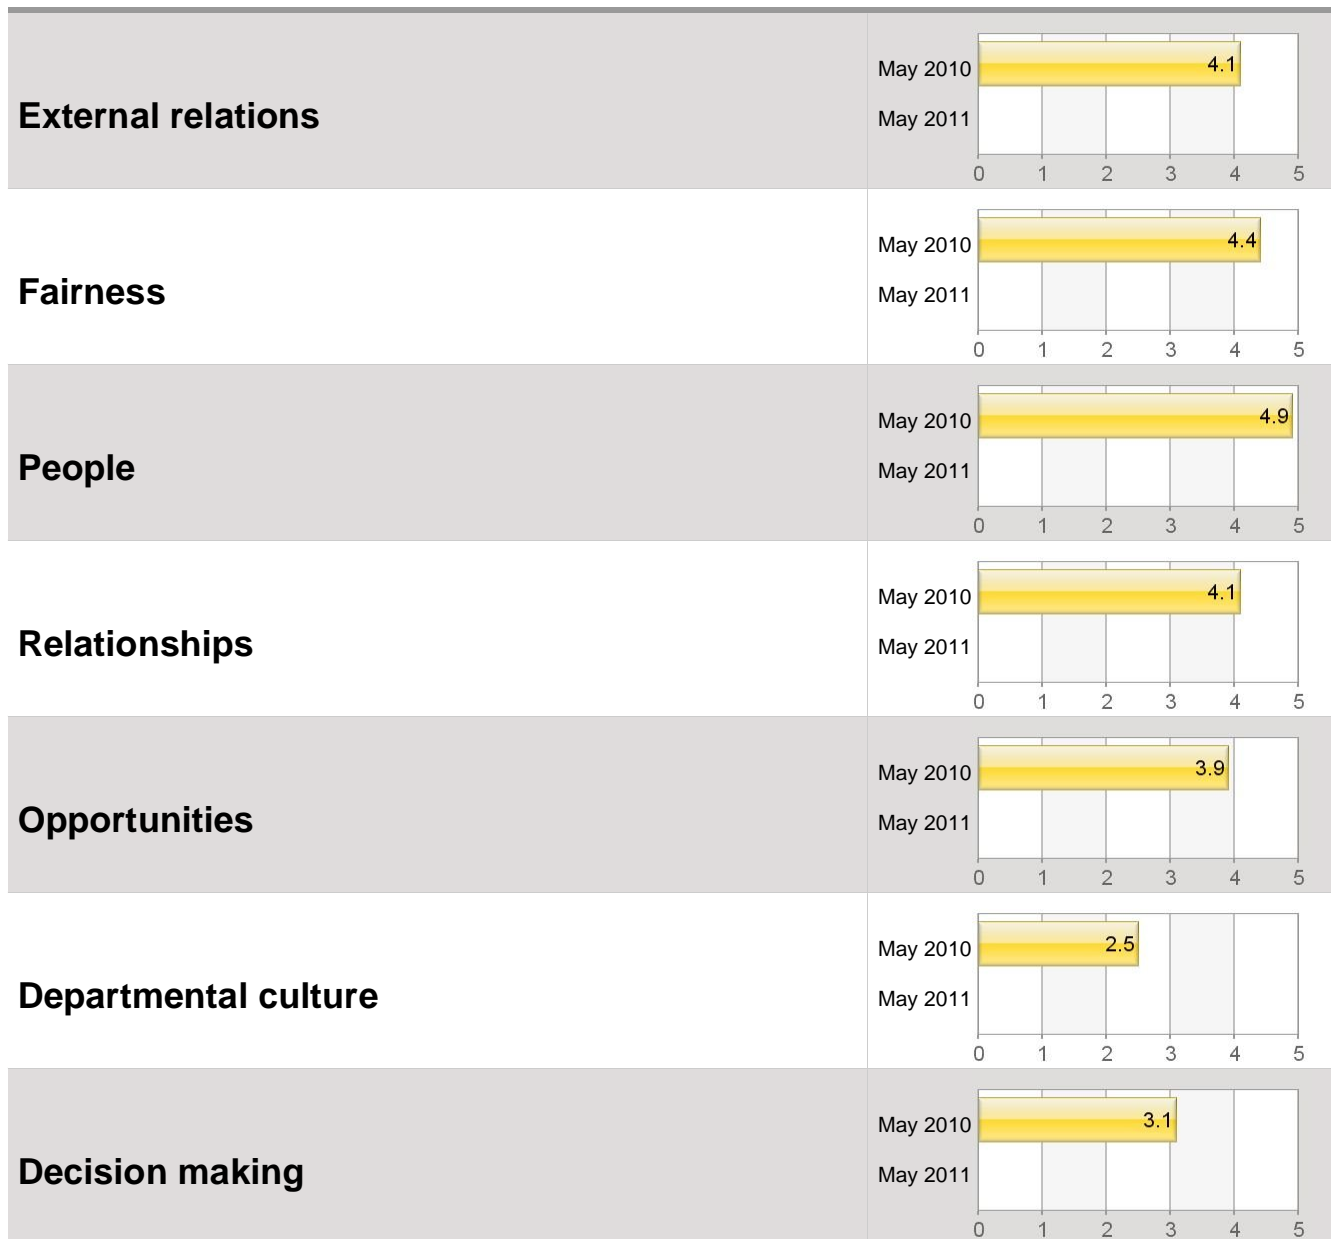 External relations
May 2010
4.1
May 2011
0 1 2 3 4 5
Fairness
May 2010
4.4
May 2011
0 1 2 3 4 5
People
May 2010
4.9
May 2011
0 1 2 3 4 5
Relationships
May 2010
4.1
May 2011
0 1 2 3 4 5
Opportunities
May 2010
3.9
May 2011
0 1 2 3 4 5
Departmental culture
May 2010
2.5
May 2011
0 1 2 3 4 5
Decision making
May 2010
3.1
May 2011
0 1 2 3 4 5